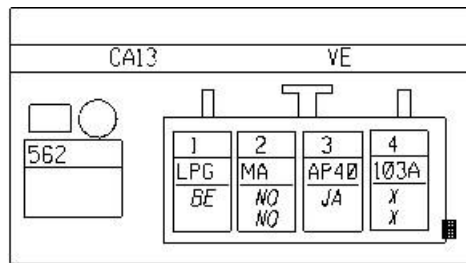 CA13 VE
562
1 2 3 4
LPG MA AP40 103A
BE NO JA X
NO X